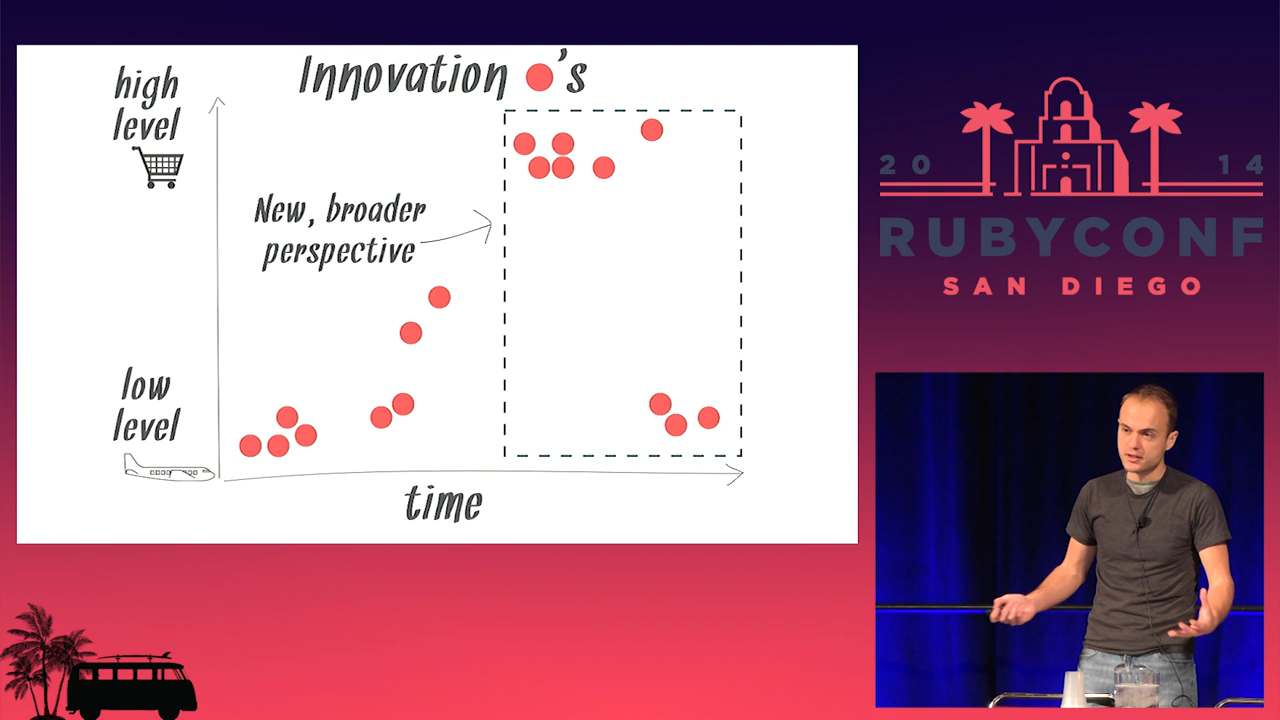 Innovation 's
high
level
New, broader
perspective
low
level
time
20 14
RUBYCONF
SAN DIEGO